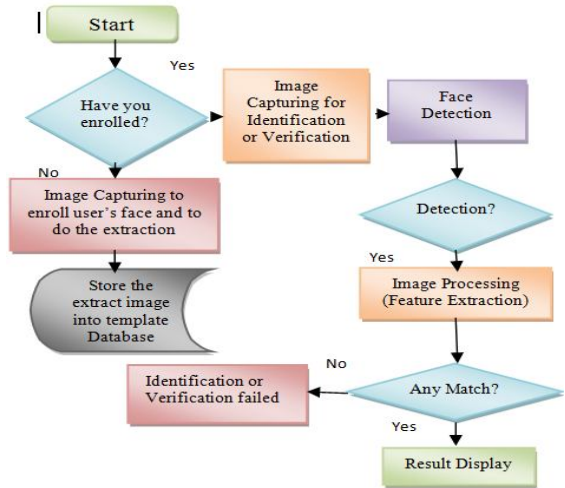 Start
Yes
Have you
enrolled?
Image
Capturing for
Identification
or Verification
Face
Detection
No
Image Capturing to
enroll user's face and to
do the extraction
Detection?
Yes
Store the
extract image
into template
Database
Image Processing
(Feature Extraction)
No
Identification or
Verification failed
Any Match?
Yes
Result Display